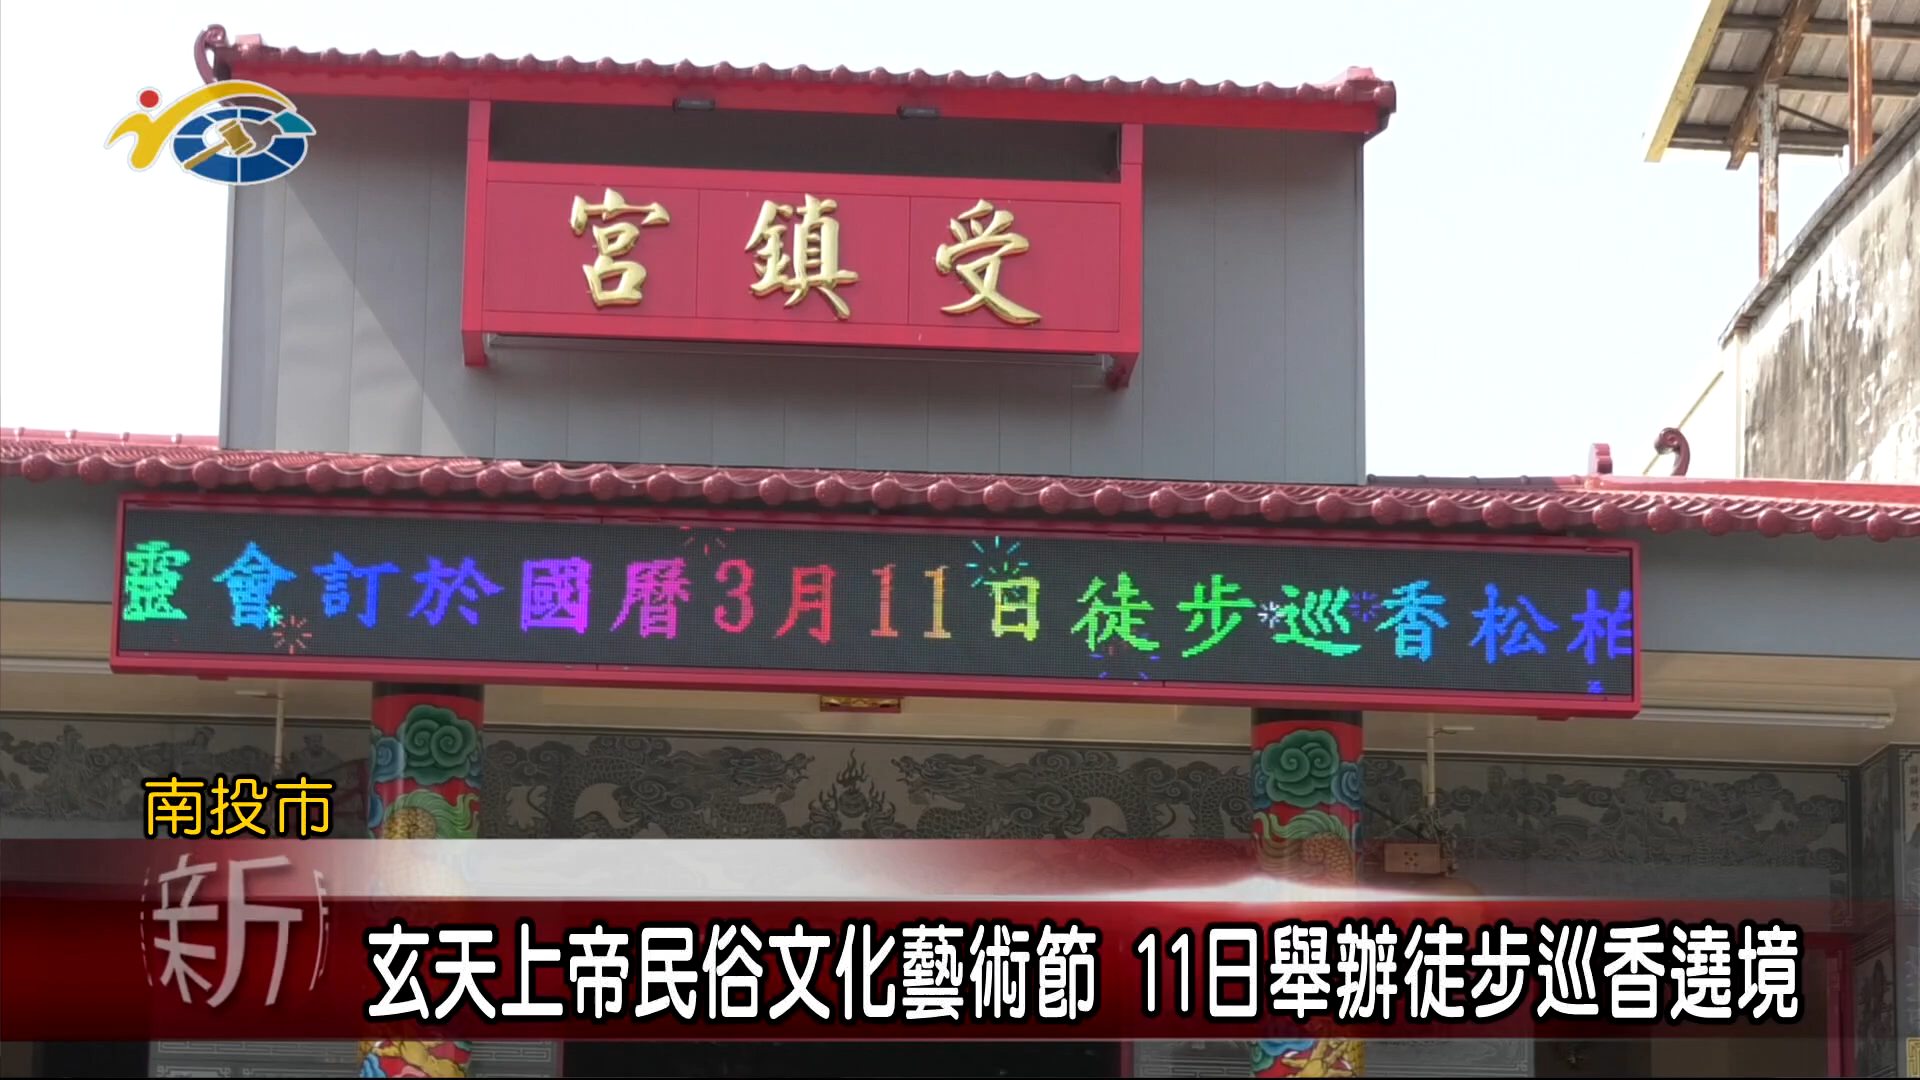 受鎮宮
靈會訂於國曆3月11日徒步巡香松柏
南投市
新
玄天上帝民俗文化藝術節 11日舉辦徒步巡香遶境